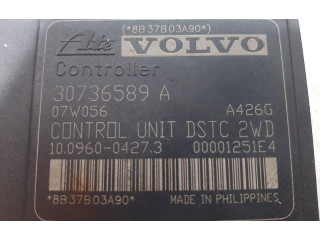 *8B37B03A90*
Ate VOLVO
Controller
30736589 A
07W056 A426G
CONTROL UNIT DSTC 2WD
10.0960-0427.3 00001251E4
*8B37B03A90* MADE IN PHILIPPINES